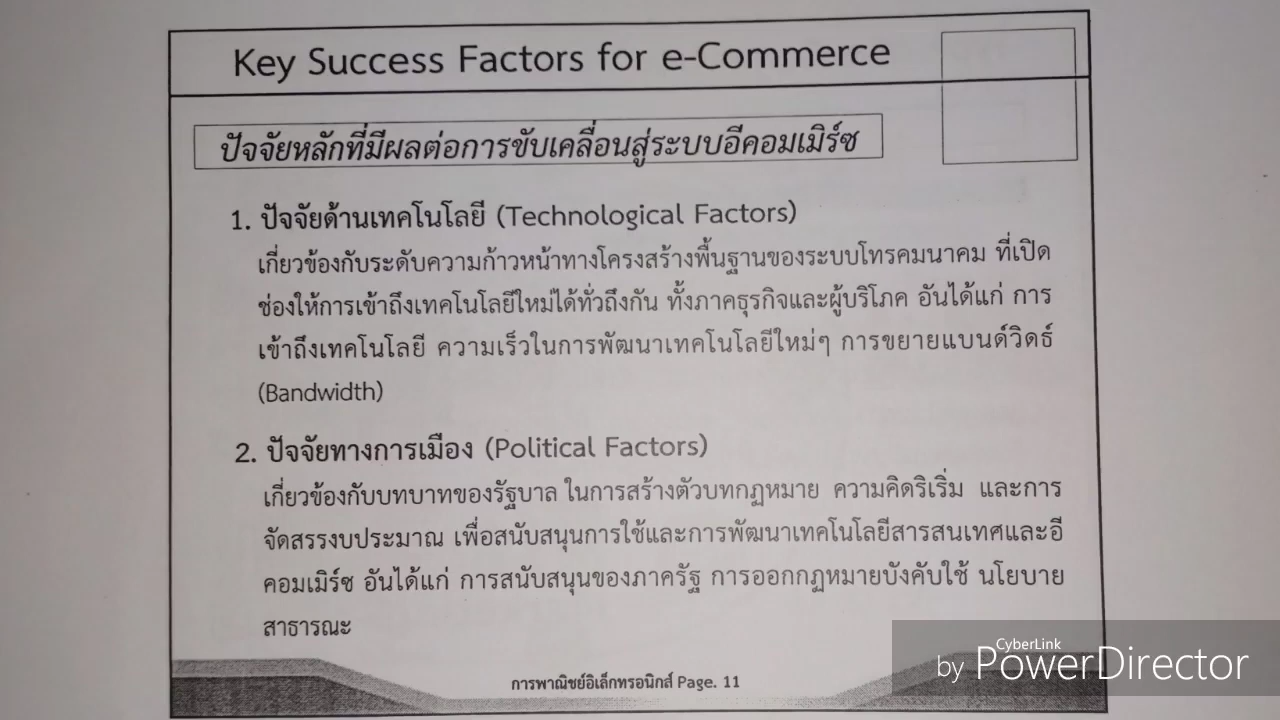 Key Success Factors for e-Commerce
ปัจจัยหลักที่มีผลต่อการขับเคลื่อนสู่ระบบอีคอมเมิร์ซ
1. ปัจจัยด้านเทคโนโลยี (Technological Factors)
เกี่ยวข้องกับระดับความก้าวหน้าทางโครงสร้างพื้นฐานของระบบโทรคมนาคม ที่เปิด
ช่องให้การเข้าถึงเทคโนโลยีใหม่ได้ทั่วถึงกัน ทั้งภาคธุรกิจและผู้บริโภค อันได้แก่ การ
เข้าถึงเทคโนโลยี ความเร็วในการพัฒนาเทคโนโลยีใหม่ๆ การขยายแบนด์วิดธ์
(Bandwidth)
2. ปัจจัยทางการเมือง (Political Factors)
เกี่ยวข้องกับบทบาทของรัฐบาล ในการสร้างตัวบทกฏหมาย ความคิดริเริ่ม และการ
จัดสรรงบประมาณ เพื่อสนับสนุนการใช้และการพัฒนาเทคโนโลยีสารสนเทศและอี
คอมเมิร์ซ อันได้แก่ การสนับสนุนของภาครัฐ การออกกฏหมายบังคับใช้ นโยบาย
สาธารณะ
การพาณิชย์อิเล็กทรอนิกส์ Page. 11
CyberLink
by PowerDirector